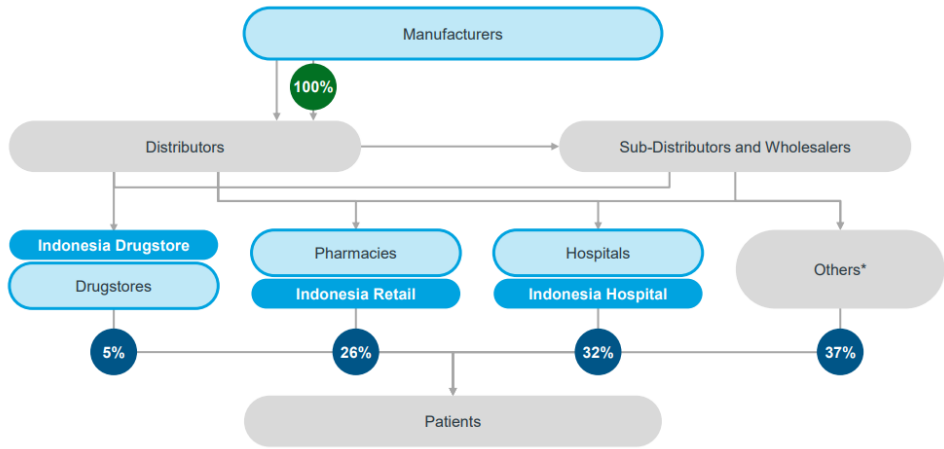 Manufacturers
100%
Distributors
Sub-Distributors and Wholesalers
Indonesia Drugstore
Drugstores
Pharmacies
Indonesia Retail
Hospitals
Indonesia Hospital
Others*
5%
26%
32%
37%
Patients